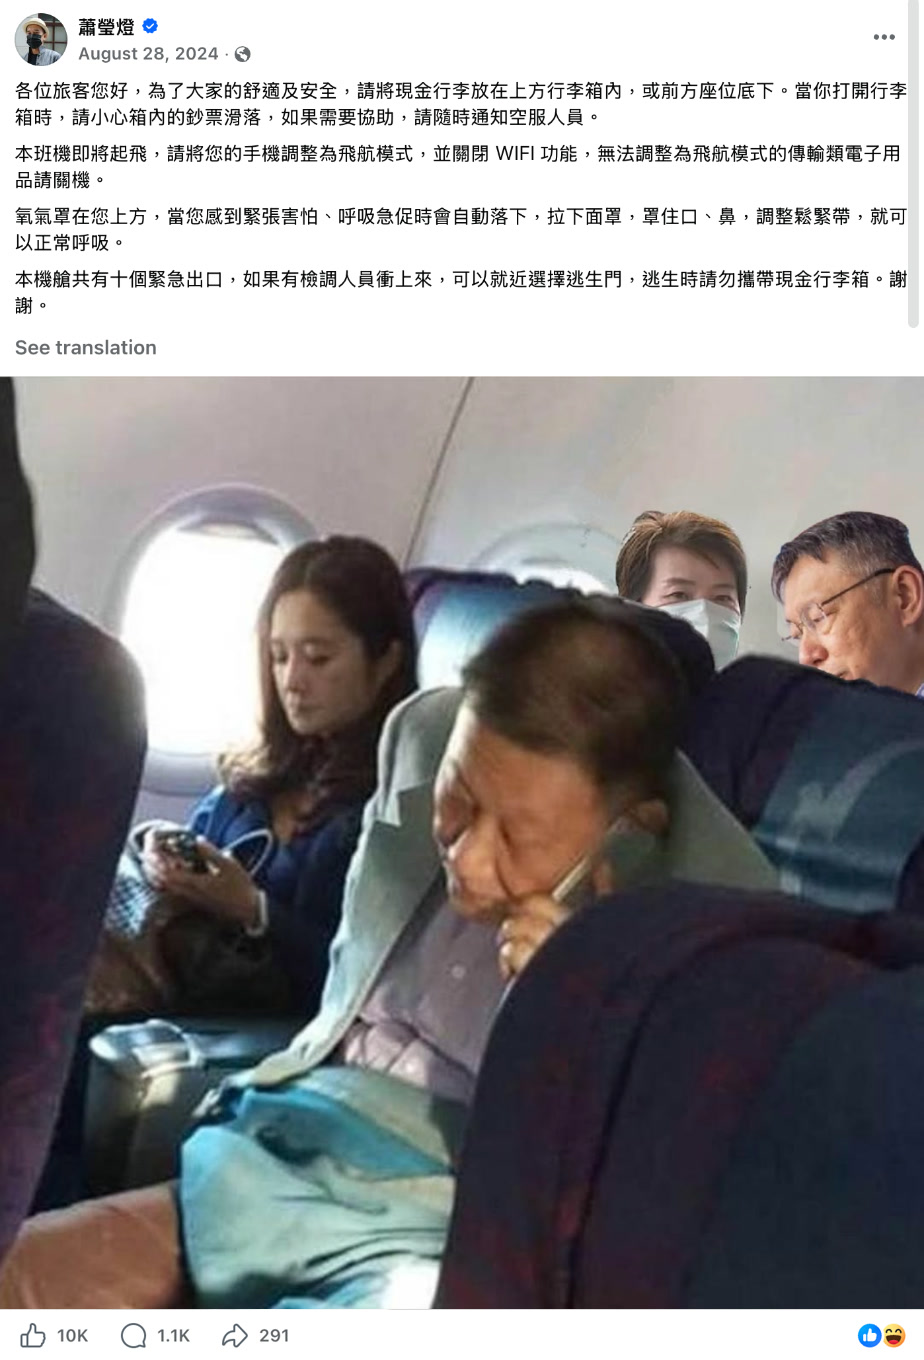 蕭瑩燈
August 28, 2024 ·
各位旅客您好，為了大家的舒適及安全，請將現金行李放在上方行李箱內，或前方座位底下。當你打開行李
箱時，請小心箱內的鈔票滑落，如果需要協助，請隨時通知空服人員。
本班機即將起飛，請將您的手機調整為飛航模式，並關閉 WIFI 功能，無法調整為飛航模式的傳輸類電子用
品請關機。
氧氣罩在您上方，當您感到緊張害怕、呼吸急促時會自動落下，拉下面罩，罩住口、鼻，調整鬆緊帶，就可
以正常呼吸。
本機艙共有十個緊急出口，如果有檢調人員衝上來，可以就近選擇逃生門，逃生時請勿攜帶現金行李箱。謝
謝。
See translation
10K 1.1K 291